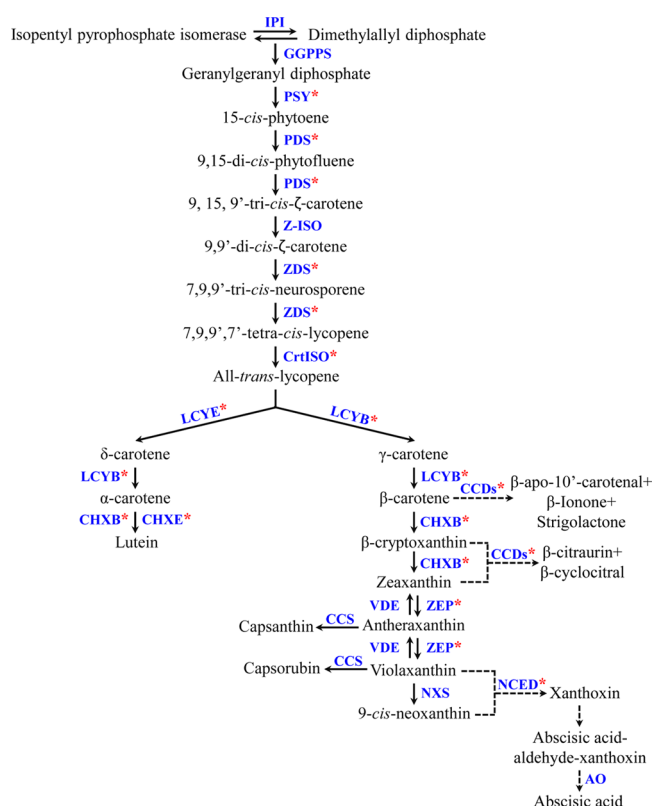 IPI
Isopentyl pyrophosphate isomerase Dimethylallyl diphosphate
GGPPS
Geranylgeranyl diphosphate
PSY*
15-cis-phytoene
PDS*
9,15-di-cis-phytofluene
PDS*
9, 15, 9’-tri-cis-ζ-carotene
Z-ISO
9,9’-di-cis-ζ-carotene
ZDS*
7,9,9’-tri-cis-neurosporene
ZDS*
7,9,9’,7’-tetra-cis-lycopene
CrtISO*
All-trans-lycopene
LCYE* LCYB*
δ-carotene γ-carotene
LCYB* LCYB*
α-carotene β-carotene CCDs* β-apo-10’-carotenal+
β-Ionone+
Strigolactone
CHXB* CHXE* CHXB*
Lutein β-cryptoxanthin
CHXB* CCDs* β-citraurin+
β-cyclocitral
Zeaxanthin
VDE ZEP*
Capsanthin CCS Antheraxanthin
VDE ZEP*
Capsorubin CCS Violaxanthin
NXS NCED* Xanthoxin
9-cis-neoxanthin
Abscisic acid-
aldehyde-xanthoxin
AO
Abscisic acid